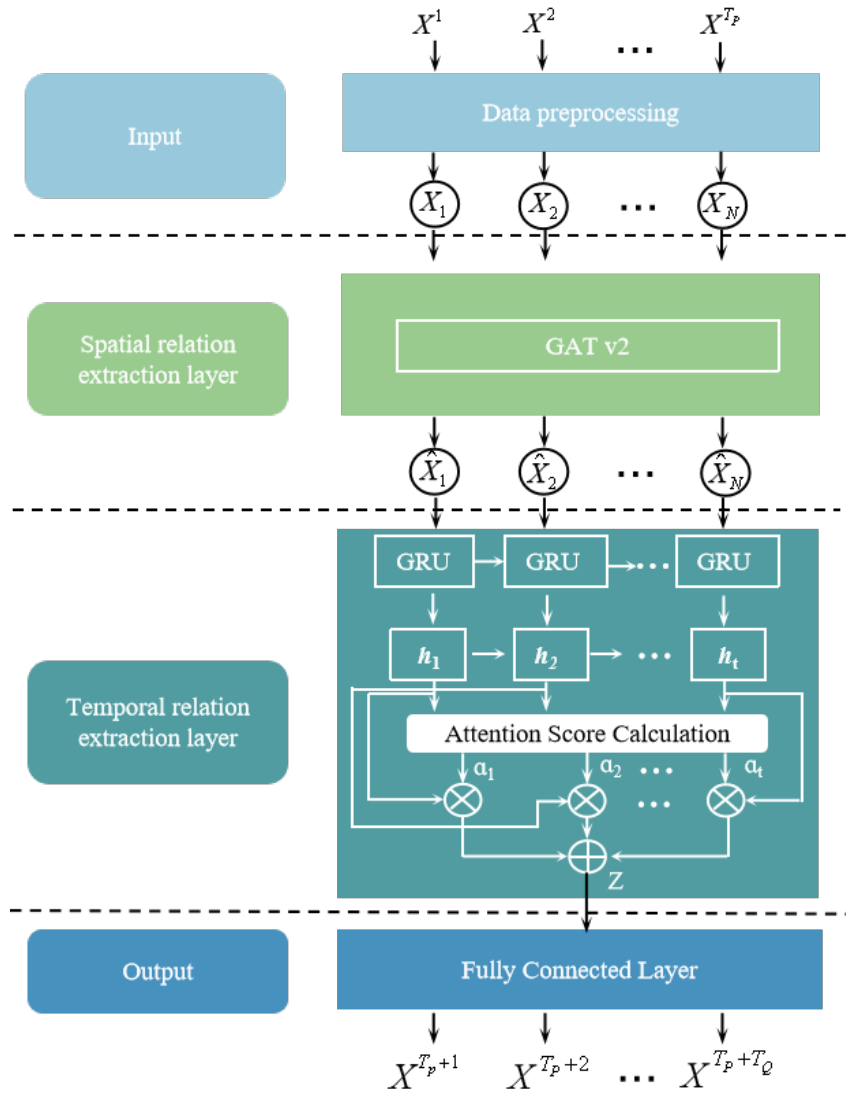 X^1 X^2 ... X^{T_P}
Input
Data preprocessing
X_1 X_2 ... X_N
Spatial relation
extraction layer
GAT v2
X̂_1 X̂_2 ... X̂_N
GRU GRU ... GRU
h_1 h_2 ... h_t
Temporal relation
extraction layer
Attention Score Calculation
α_1 α_2 ... α_t
...
Z
Output
Fully Connected Layer
X^{T_P+1} X^{T_P+2} ... X^{T_P+T_Q}